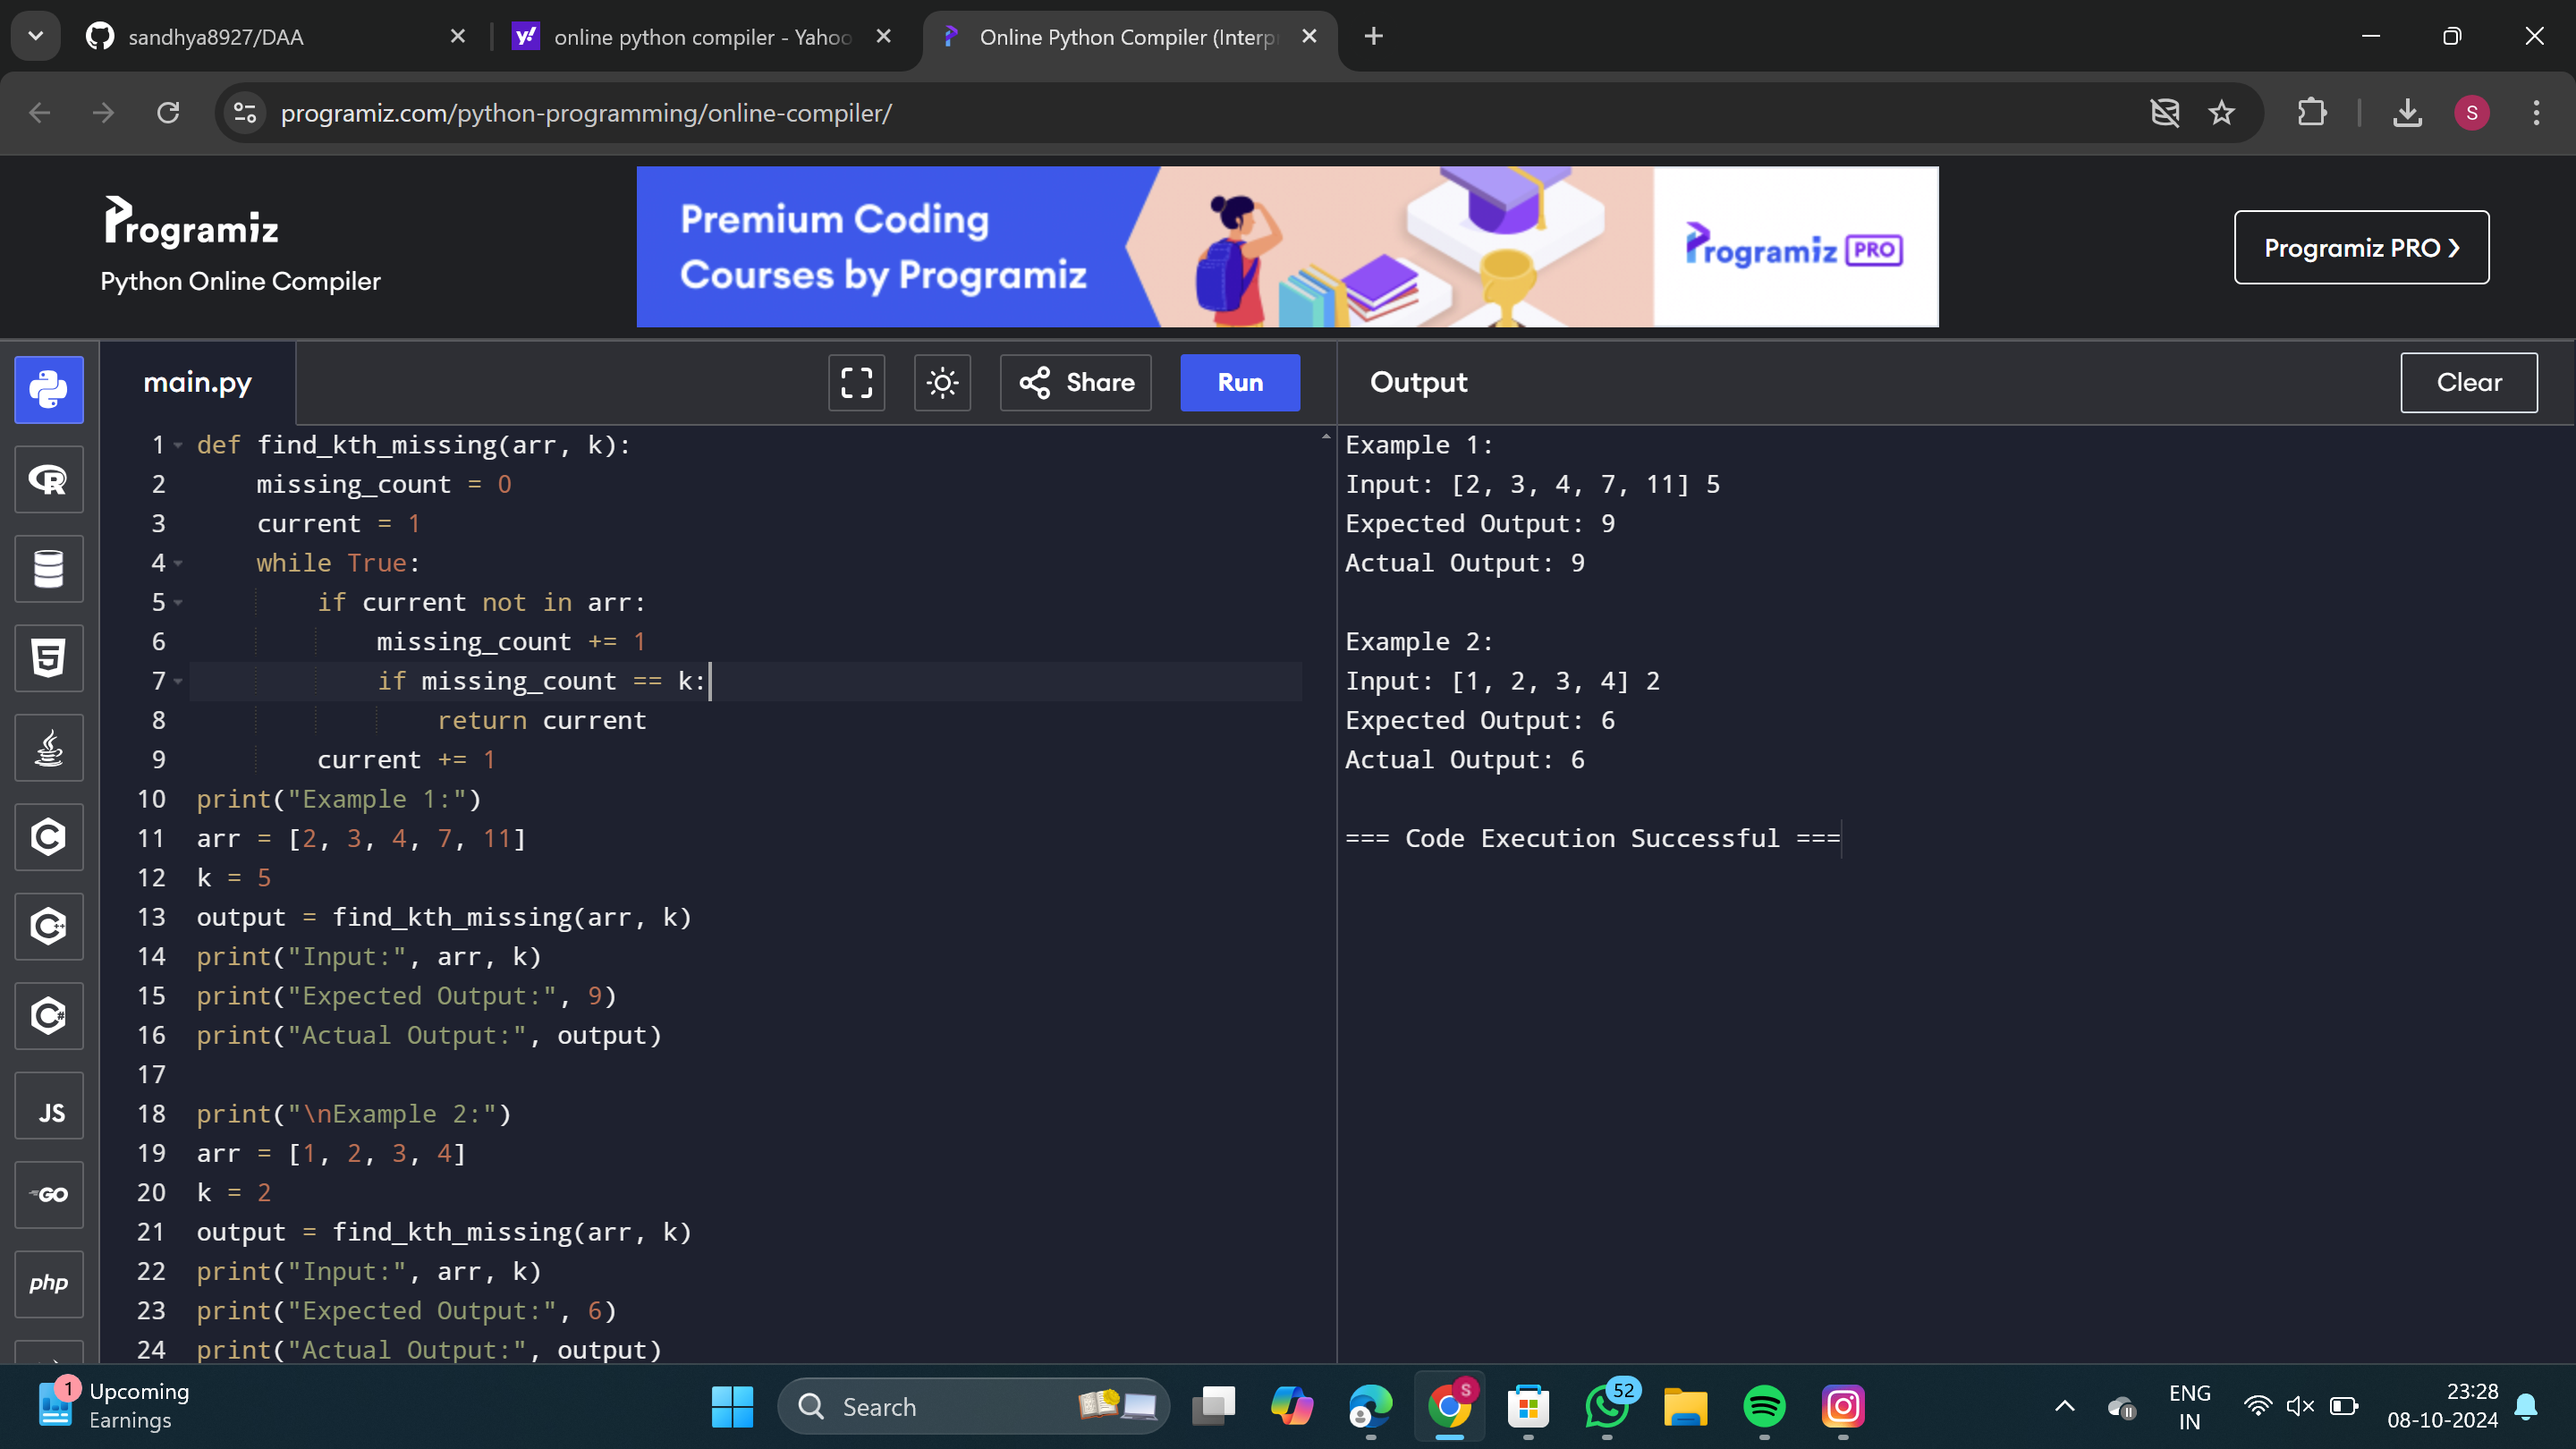 sandhya8927/DAA
online python compiler - Yahoo
Online Python Compiler (Interp
programiz.com/python-programming/online-compiler/
S
Programiz
Python Online Compiler
Premium Coding
Courses by Programiz
Programiz PRO
Programiz PRO ❯
main.py
Share
Run
Output
Clear
1 def find_kth_missing(arr, k):
2     missing_count = 0
3     current = 1
4     while True:
5         if current not in arr:
6             missing_count += 1
7             if missing_count == k:
8                 return current
9         current += 1
10 print("Example 1:")
11 arr = [2, 3, 4, 7, 11]
12 k = 5
13 output = find_kth_missing(arr, k)
14 print("Input:", arr, k)
15 print("Expected Output:", 9)
16 print("Actual Output:", output)
17
18 print("\nExample 2:")
19 arr = [1, 2, 3, 4]
20 k = 2
21 output = find_kth_missing(arr, k)
22 print("Input:", arr, k)
23 print("Expected Output:", 6)
24 print("Actual Output:", output)
Example 1:
Input: [2, 3, 4, 7, 11] 5
Expected Output: 9
Actual Output: 9
Example 2:
Input: [1, 2, 3, 4] 2
Expected Output: 6
Actual Output: 6
=== Code Execution Successful ===
R
5
C
C++
C#
JS
GO
php
1
Upcoming
Earnings
Search
S
52
ENG
IN
23:28
08-10-2024